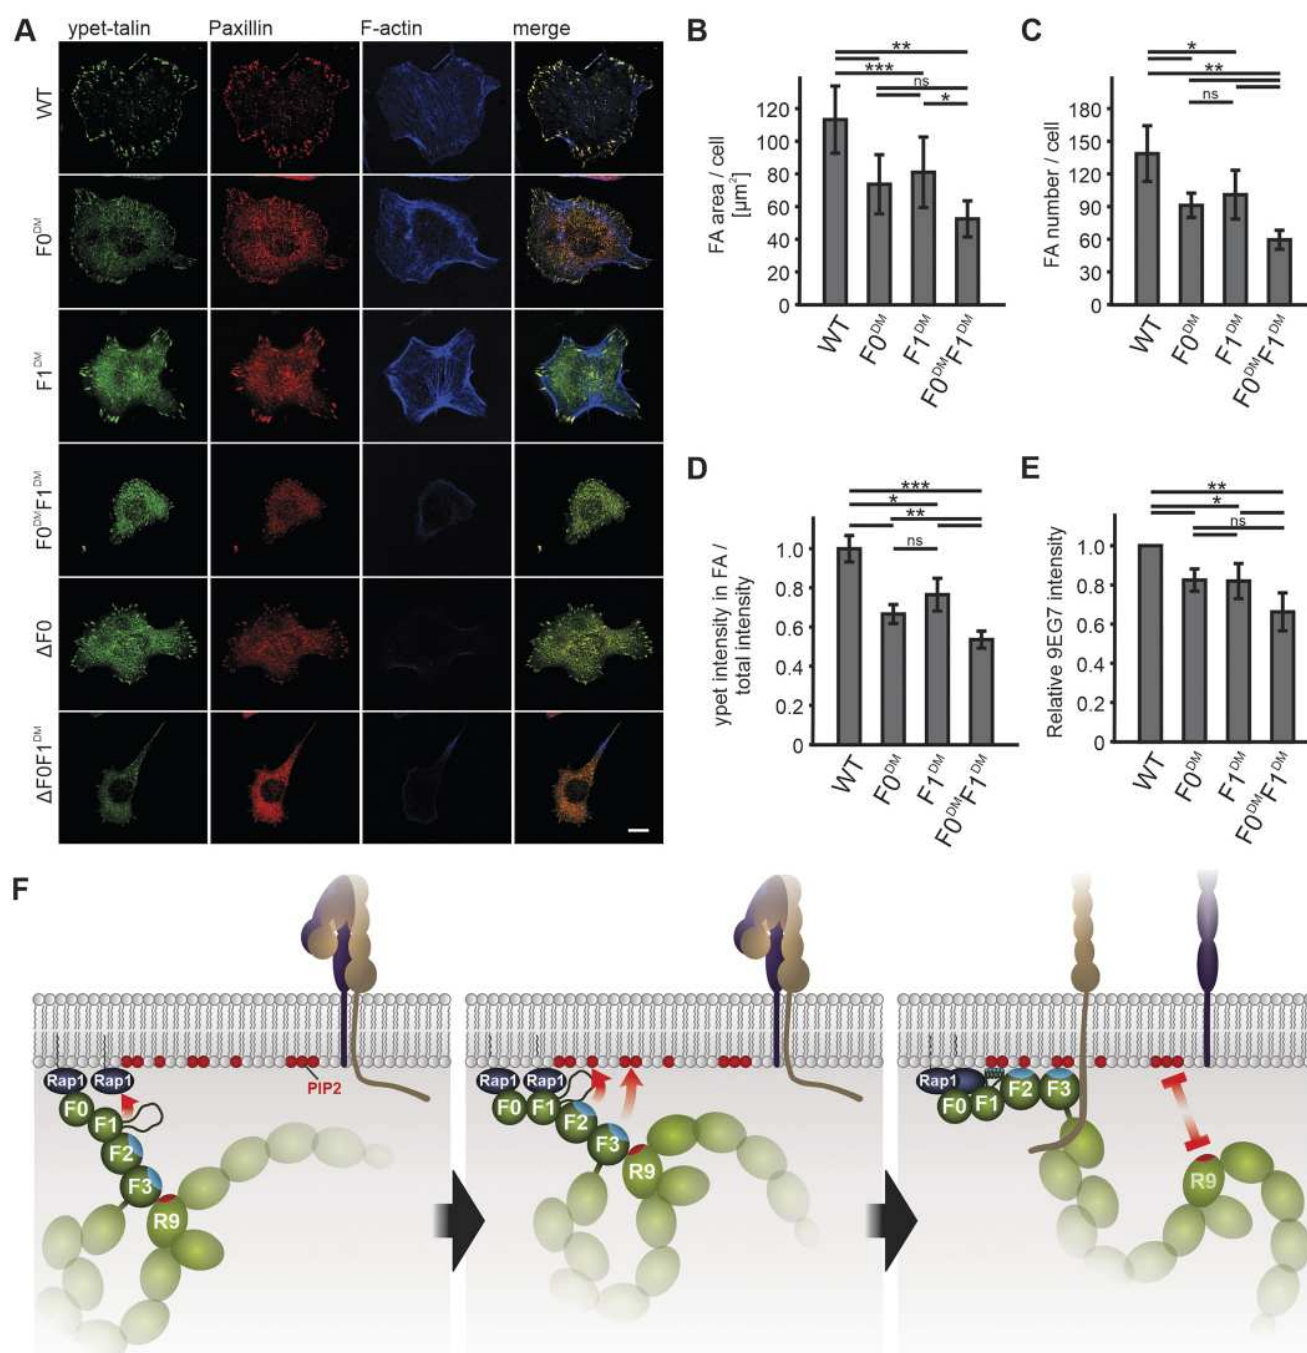 A
ypet-talin Paxillin F-actin merge
WT
F0ᴰᴹ
F1ᴰᴹ
F0ᴰᴹF1ᴰᴹ
ΔF0
ΔF0F1ᴰᴹ
B
FA area / cell
[µm²]
120
100
80
60
40
20
0
**
***
ns
*
WT F0ᴰᴹ F1ᴰᴹ F0ᴰᴹF1ᴰᴹ
C
FA number / cell
180
150
120
90
60
30
0
*
**
ns
WT F0ᴰᴹ F1ᴰᴹ F0ᴰᴹF1ᴰᴹ
D
ypet intensity in FA /
total intensity
1.0
0.8
0.6
0.4
0.2
0
***
*
**
ns
WT F0ᴰᴹ F1ᴰᴹ F0ᴰᴹF1ᴰᴹ
E
Relative 9EG7 intensity
1.0
0.8
0.6
0.4
0.2
0
**
*
ns
WT F0ᴰᴹ F1ᴰᴹ F0ᴰᴹF1ᴰᴹ
F
Rap1 Rap1 PIP2
F0 F1 F2 F3 R9
Rap1 Rap1
F0 F1 F2 F3 R9
Rap1
F0 F1 F2 F3 R9